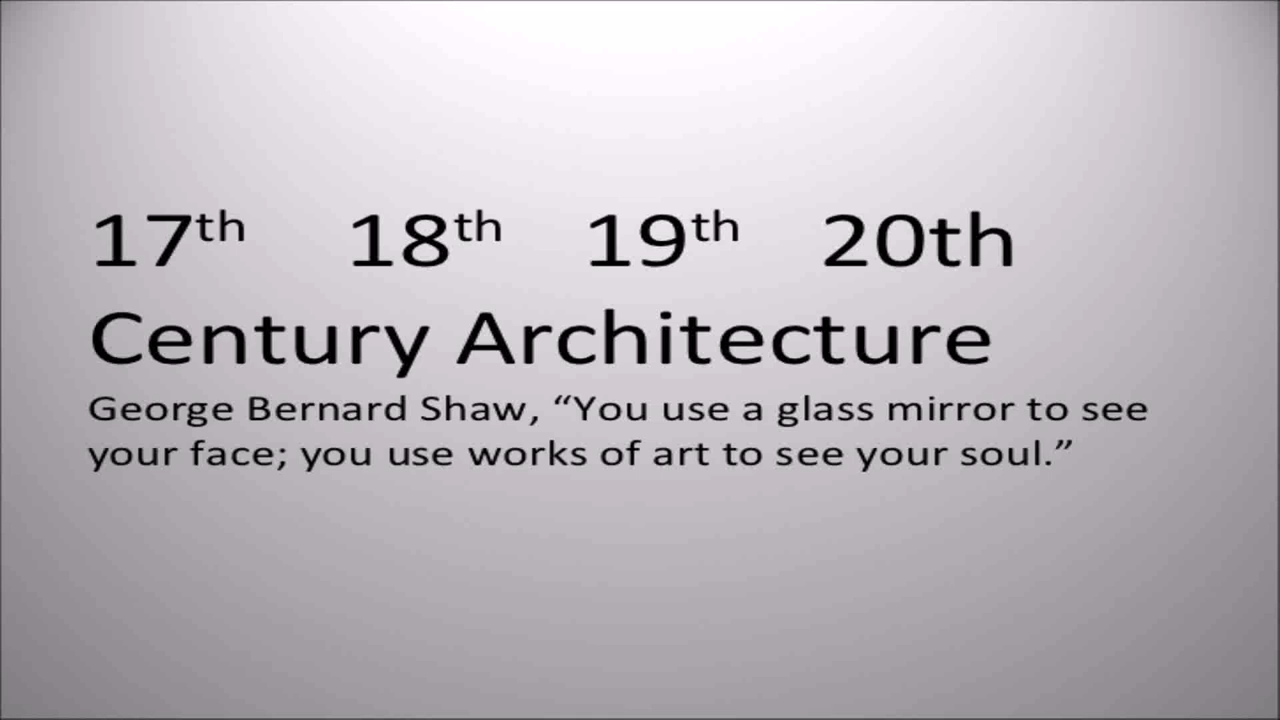 17th 18th 19th 20th
Century Architecture
George Bernard Shaw, “You use a glass mirror to see
your face; you use works of art to see your soul.”